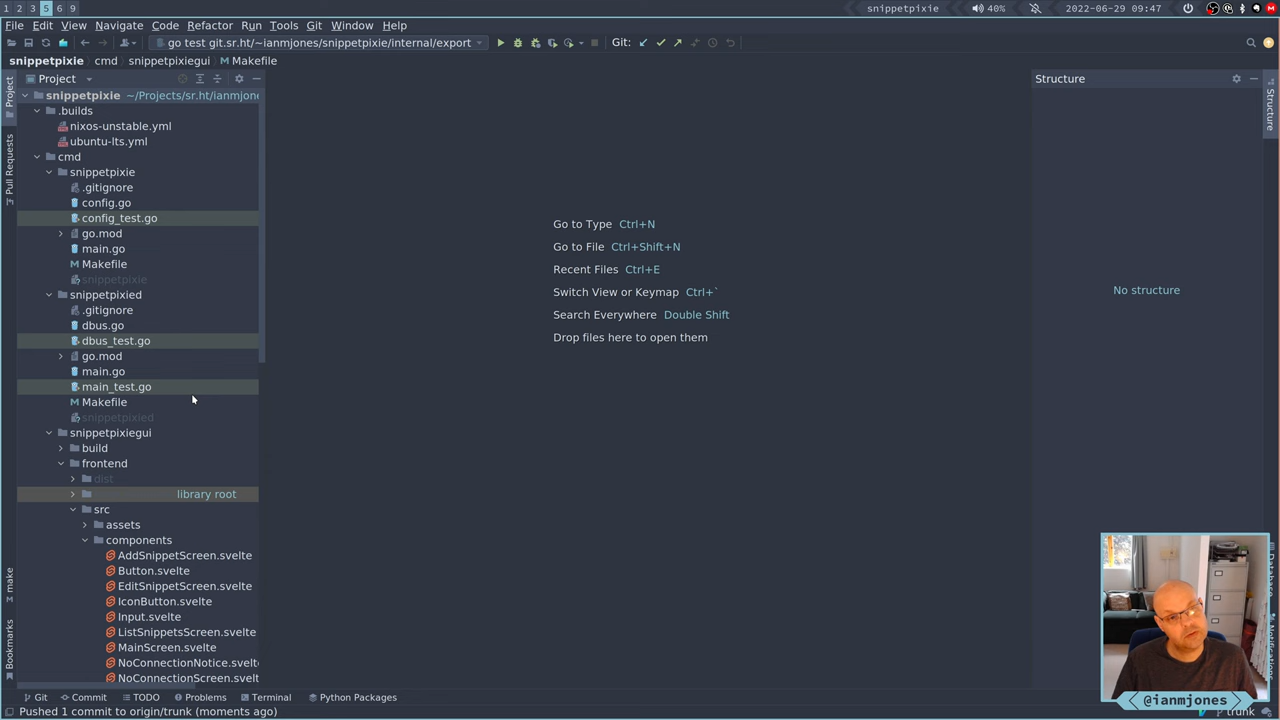 1 2 3 5 6 9
snippetpixie
40%
2022-06-29 09:47
File Edit View Navigate Code Refactor Run Tools Git Window Help
go test git.sr.ht/~ianmjones/snippetpixie/internal/export
Git:
snippetpixie cmd snippetpixiegui Makefile
Project
Structure
snippetpixie ~/Projects/sr.ht/ianmjone
.builds
nixos-unstable.yml
ubuntu-lts.yml
cmd
snippetpixie
.gitignore
config.go
config_test.go
go.mod
main.go
Makefile
snippetpixie
snippetpixied
.gitignore
dbus.go
dbus_test.go
go.mod
main.go
main_test.go
Makefile
snippetpixied
snippetpixiegui
build
frontend
dist
library root
src
assets
components
AddSnippetScreen.svelte
Button.svelte
EditSnippetScreen.svelte
IconButton.svelte
Input.svelte
ListSnippetsScreen.svelte
MainScreen.svelte
NoConnectionNotice.svelte
NoConnectionScreen.svelt
Go to Type Ctrl+N
Go to File Ctrl+Shift+N
Recent Files Ctrl+E
Switch View or Keymap Ctrl+`
Search Everywhere Double Shift
Drop files here to open them
No structure
Project
Pull Requests
make
Bookmarks
Structure
Database
Notifications
@ianmjones
Git Commit TODO Problems Terminal Python Packages
Pushed 1 commit to origin/trunk (moments ago)
trunk